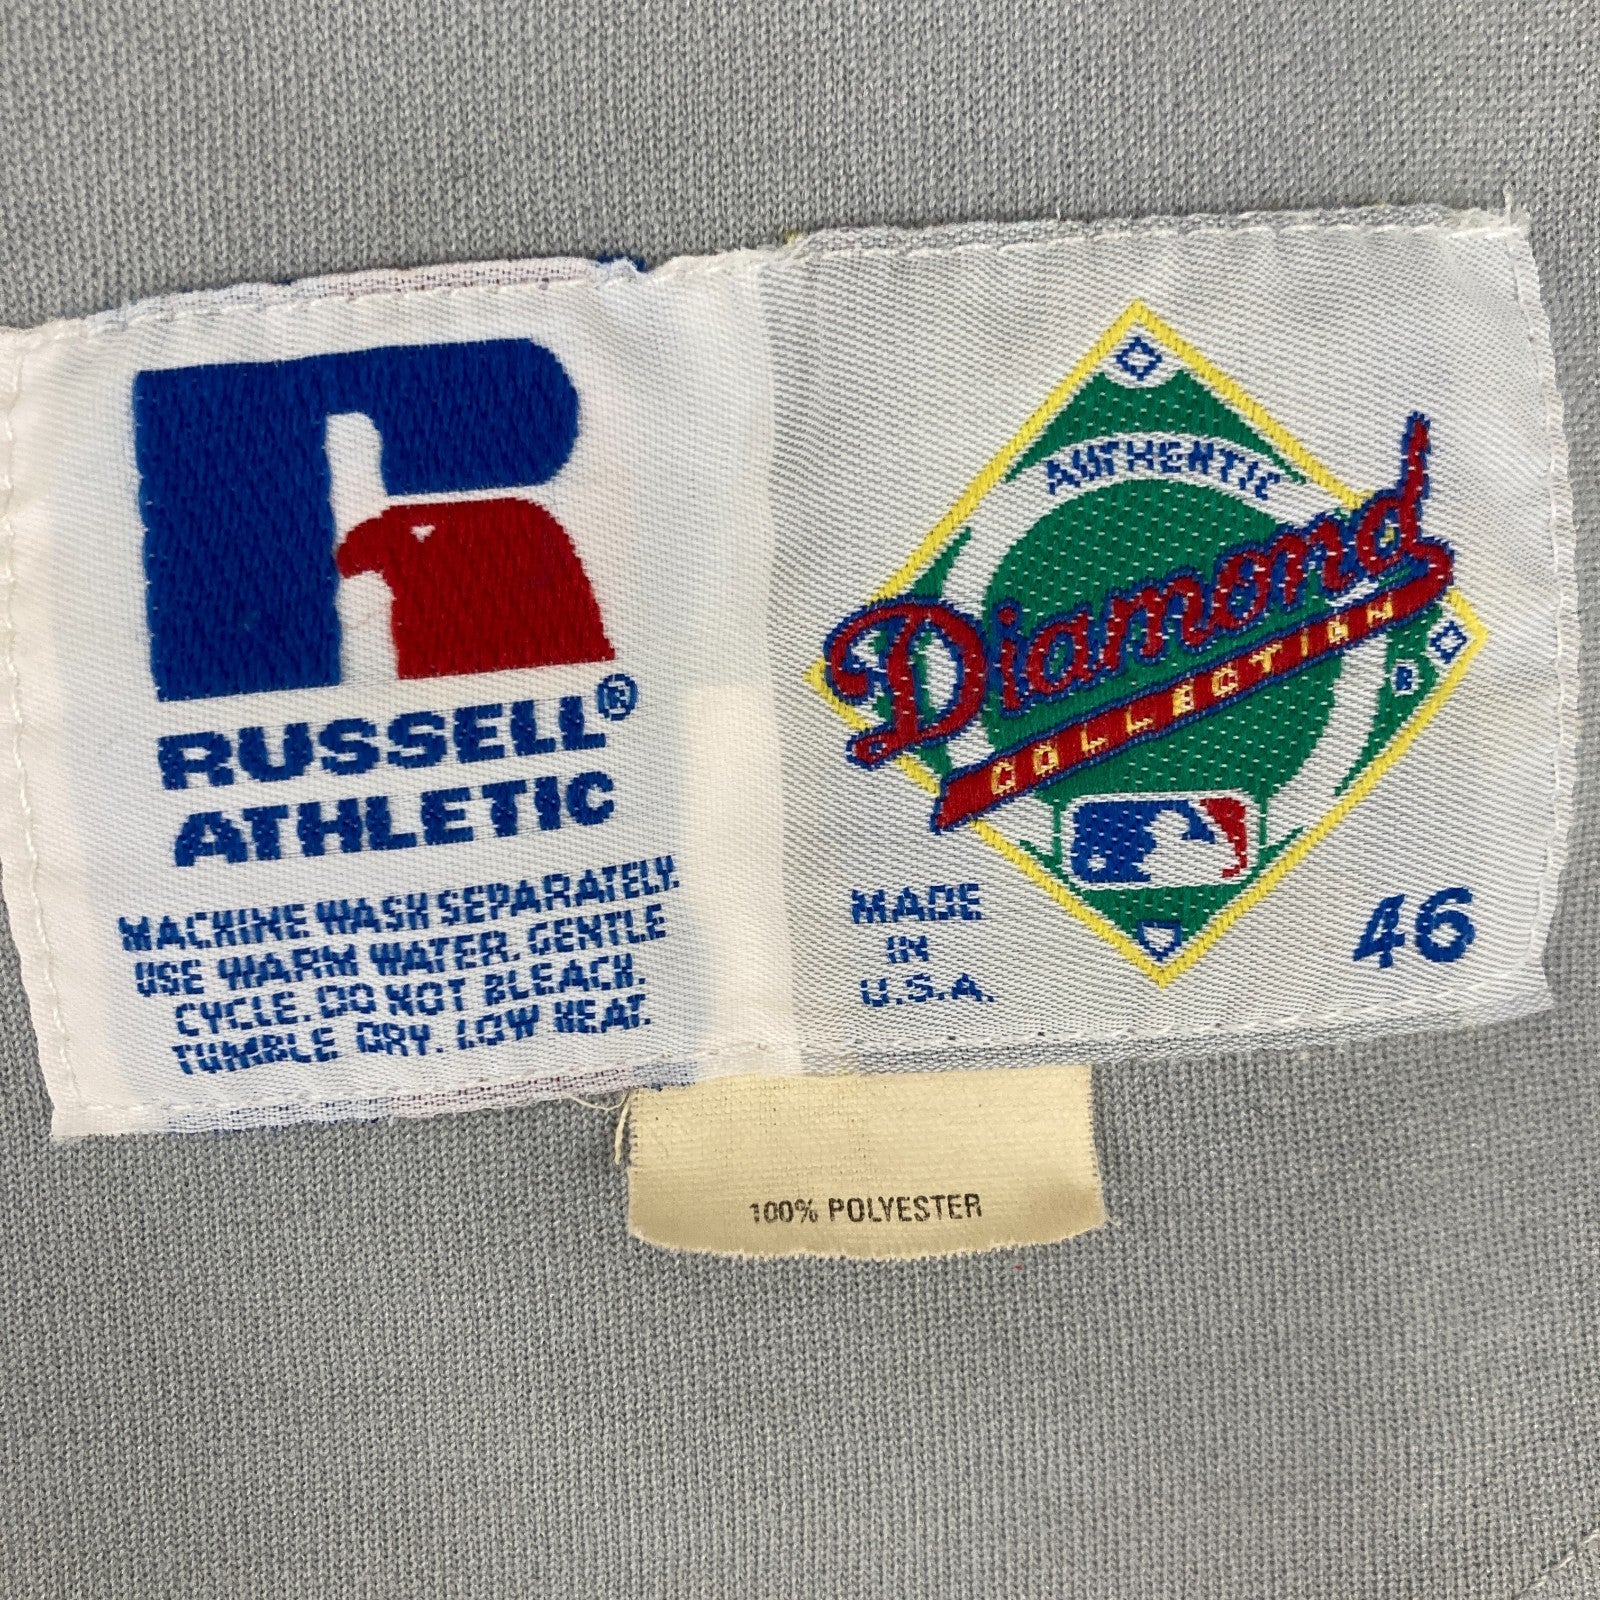 RUSSELL®
ATHLETIC
MACHINE WASH SEPARATELY.
USE WARM WATER. GENTLE
CYCLE. DO NOT BLEACH.
TUMBLE DRY. LOW HEAT.
AUTHENTIC
Diamond
COLLECTION
®
MADE
IN
U.S.A.
46
100% POLYESTER